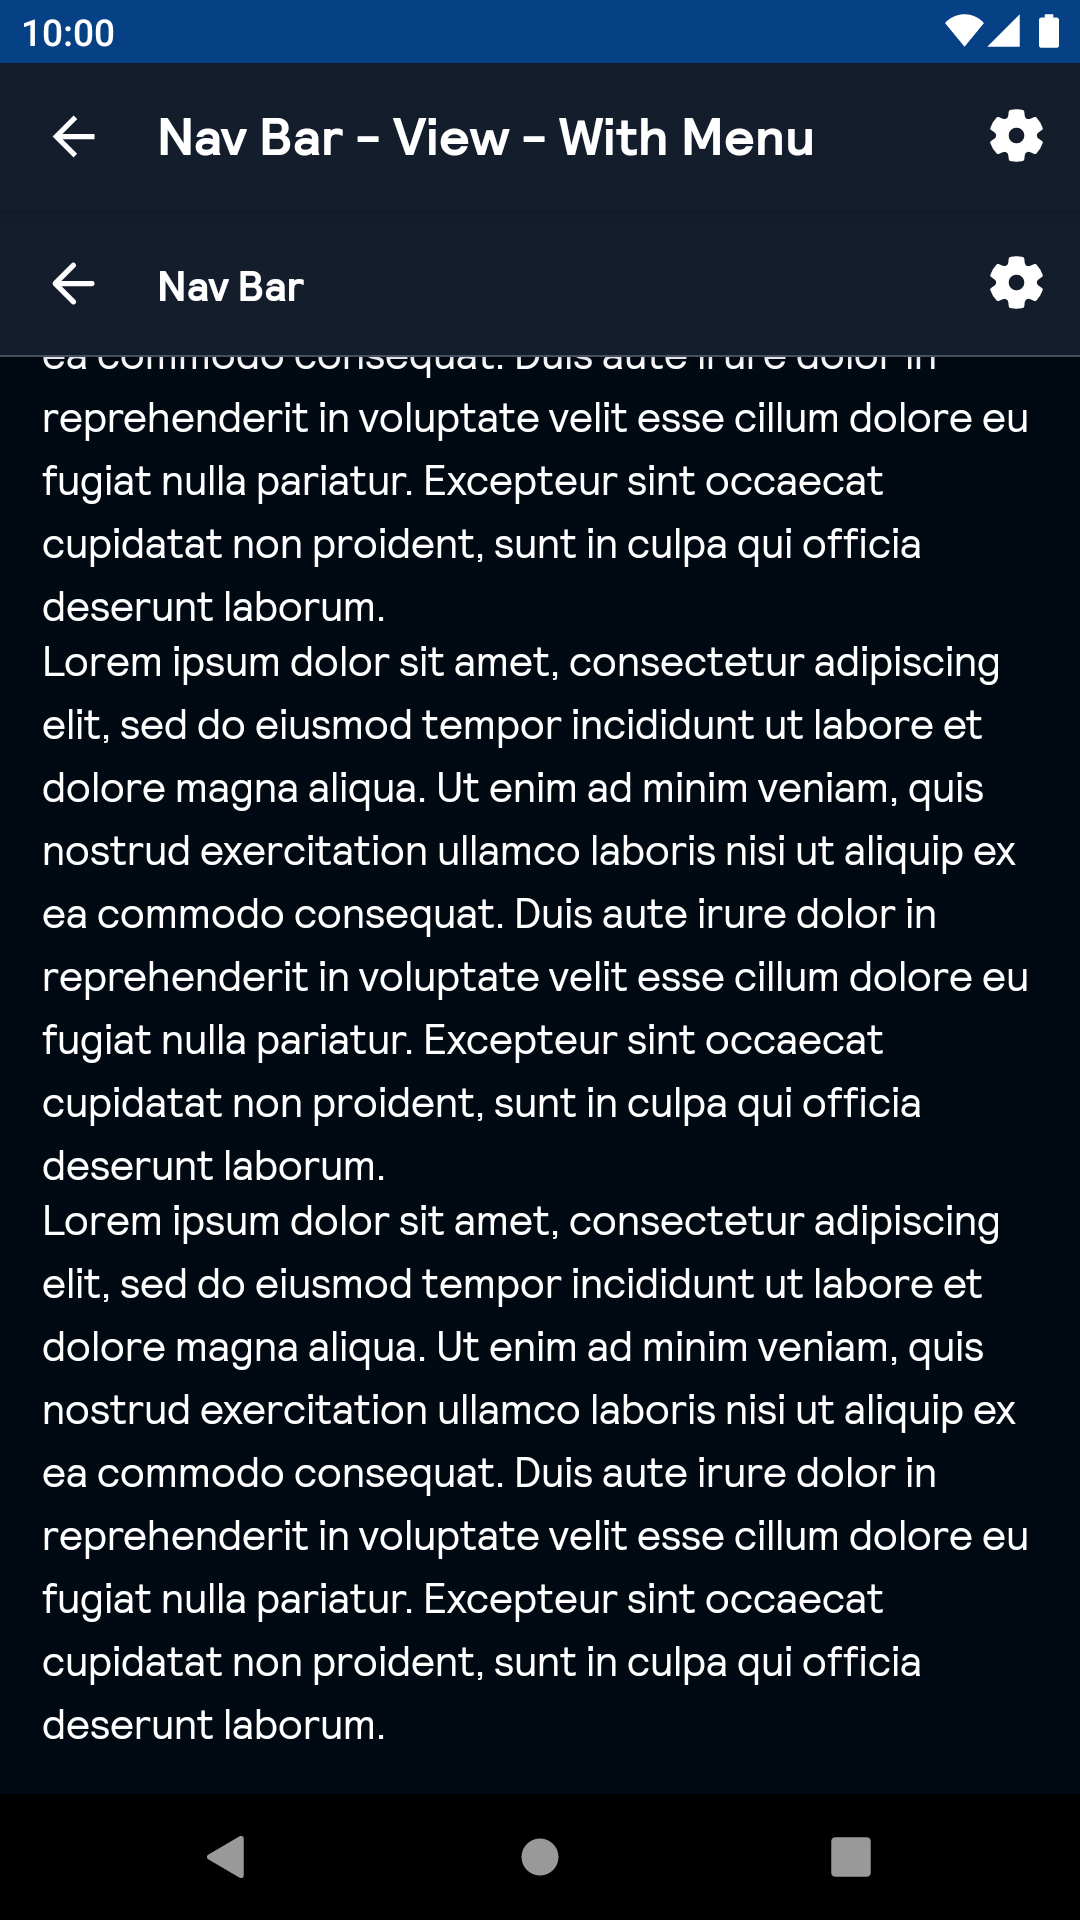 10:00
Nav Bar - View - With Menu
Nav Bar
ea commodo consequat. Duis aute irure dolor in
reprehenderit in voluptate velit esse cillum dolore eu
fugiat nulla pariatur. Excepteur sint occaecat
cupidatat non proident, sunt in culpa qui officia
deserunt laborum.
Lorem ipsum dolor sit amet, consectetur adipiscing
elit, sed do eiusmod tempor incididunt ut labore et
dolore magna aliqua. Ut enim ad minim veniam, quis
nostrud exercitation ullamco laboris nisi ut aliquip ex
ea commodo consequat. Duis aute irure dolor in
reprehenderit in voluptate velit esse cillum dolore eu
fugiat nulla pariatur. Excepteur sint occaecat
cupidatat non proident, sunt in culpa qui officia
deserunt laborum.
Lorem ipsum dolor sit amet, consectetur adipiscing
elit, sed do eiusmod tempor incididunt ut labore et
dolore magna aliqua. Ut enim ad minim veniam, quis
nostrud exercitation ullamco laboris nisi ut aliquip ex
ea commodo consequat. Duis aute irure dolor in
reprehenderit in voluptate velit esse cillum dolore eu
fugiat nulla pariatur. Excepteur sint occaecat
cupidatat non proident, sunt in culpa qui officia
deserunt laborum.